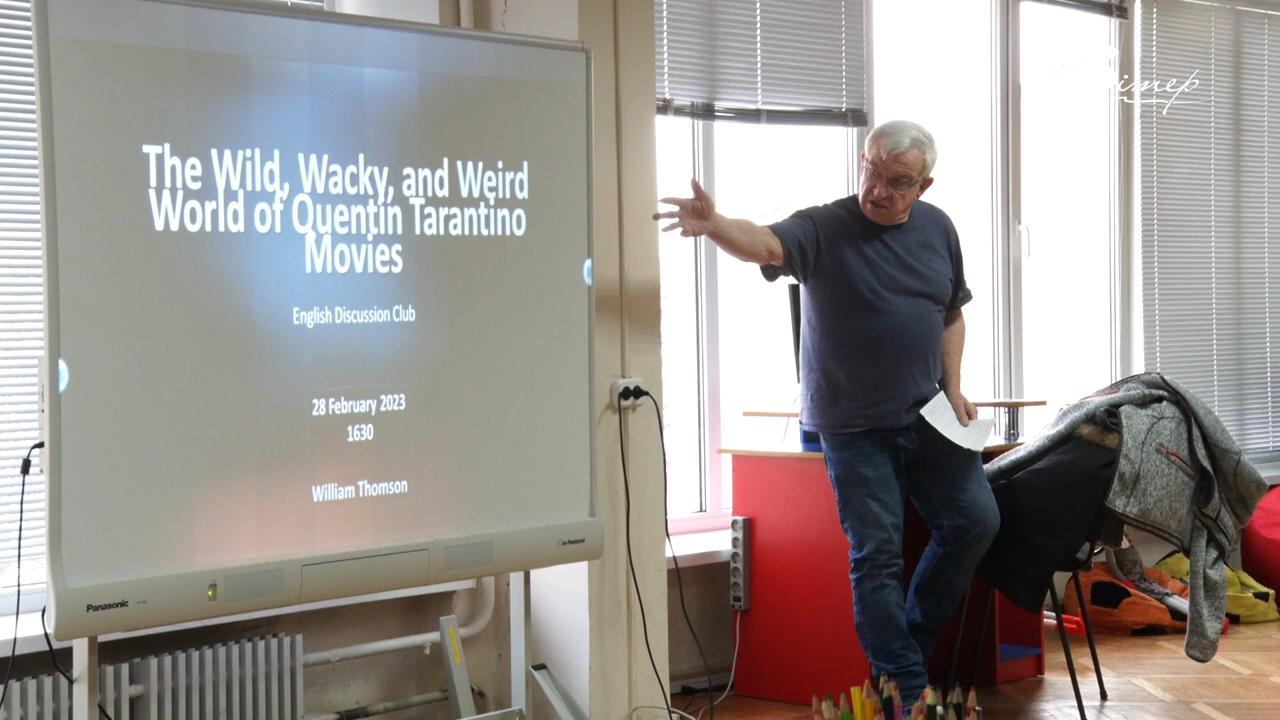 The Wild, Wacky, and Weird
World of Quentin Tarantino
Movies
English Discussion Club
28 February 2023
1630
William Thomson
Panasonic